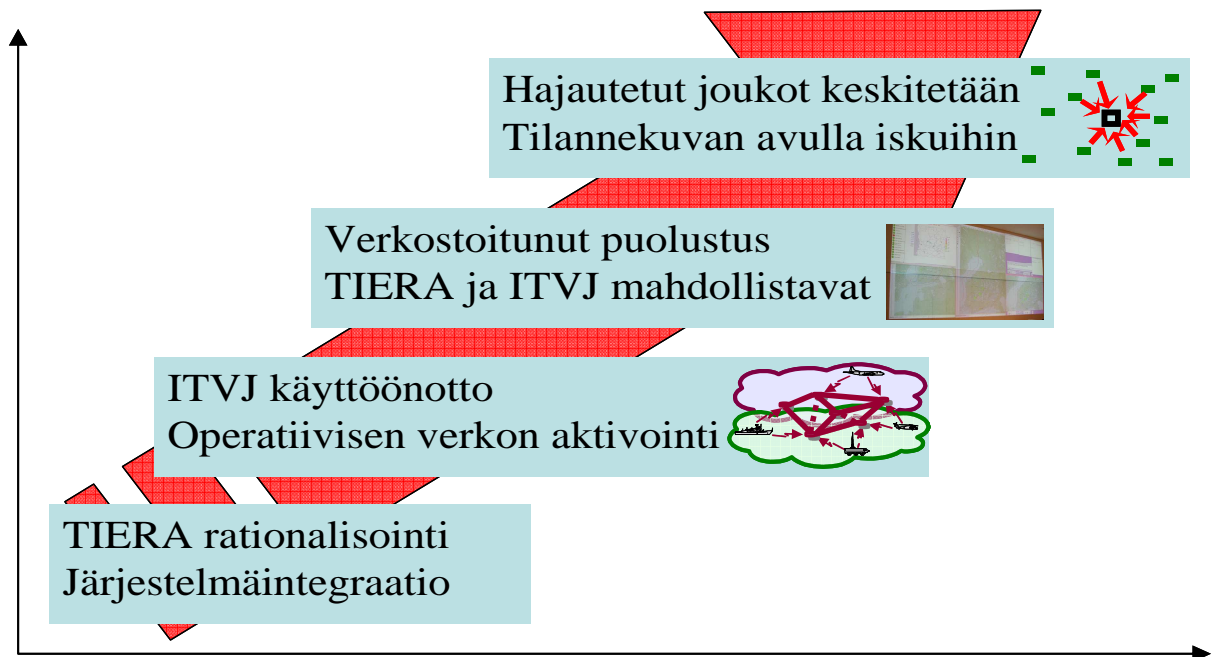 Hajautetut joukot keskitetään
Tilannekuvan avulla iskuihin
Verkostoitunut puolustus
TIERA ja ITVJ mahdollistavat
ITVJ käyttöönotto
Operatiivisen verkon aktivointi
TIERA rationalisointi
Järjestelmäintegraatio